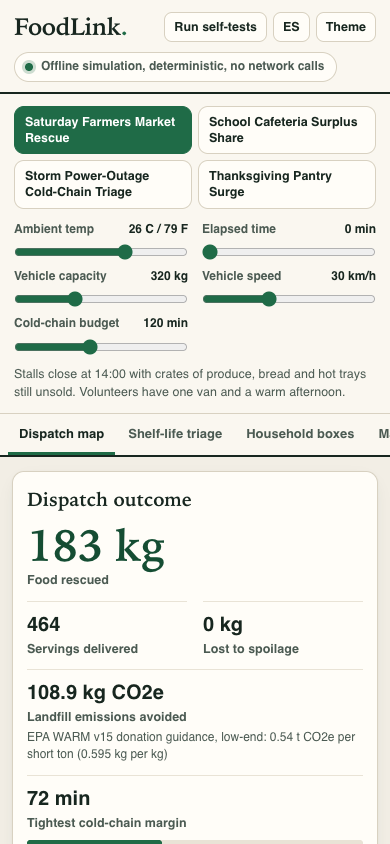 FoodLink.
Run self-tests
ES
Theme
Offline simulation, deterministic, no network calls
Saturday Farmers Market
Rescue
School Cafeteria Surplus
Share
Storm Power-Outage
Cold-Chain Triage
Thanksgiving Pantry
Surge
Ambient temp
26 C / 79 F
Elapsed time
0 min
Vehicle capacity
320 kg
Vehicle speed
30 km/h
Cold-chain budget
120 min
Stalls close at 14:00 with crates of produce, bread and hot trays
still unsold. Volunteers have one van and a warm afternoon.
Dispatch map
Shelf-life triage
Household boxes
Dispatch outcome
183 kg
Food rescued
464
Servings delivered
0 kg
Lost to spoilage
108.9 kg CO2e
Landfill emissions avoided
EPA WARM v15 donation guidance, low-end: 0.54 t CO2e per
short ton (0.595 kg per kg)
72 min
Tightest cold-chain margin